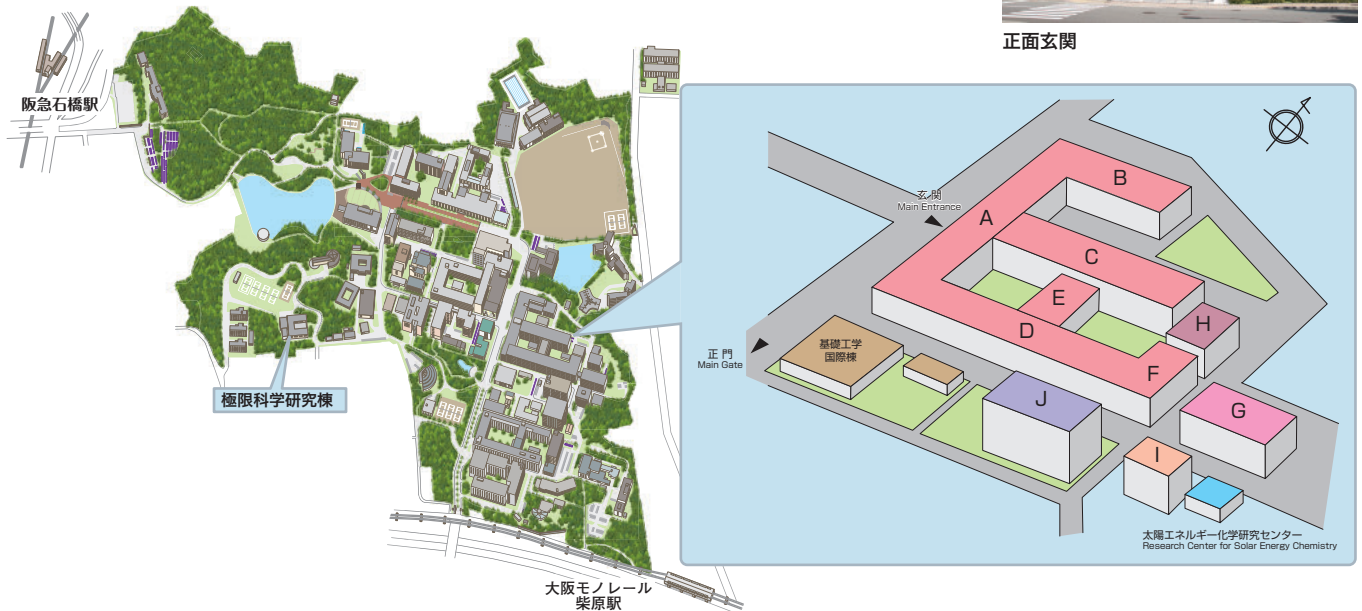 正面玄関
阪急石橋駅
極限科学研究棟
大阪モノレール
柴原駅
玄 関
Main Entrance
正 門
Main Gate
A
B
C
E
D
H
F
基礎工学
国際棟
J
G
I
太陽エネルギー化学研究センター
Research Center for Solar Energy Chemistry